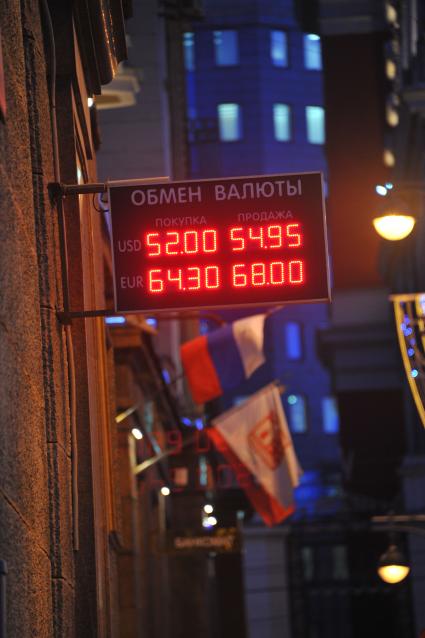 ОБМЕН ВАЛЮТЫ
ПОКУПКА ПРОДАЖА
USD 52.00 54.95
EUR 64.30 68.00